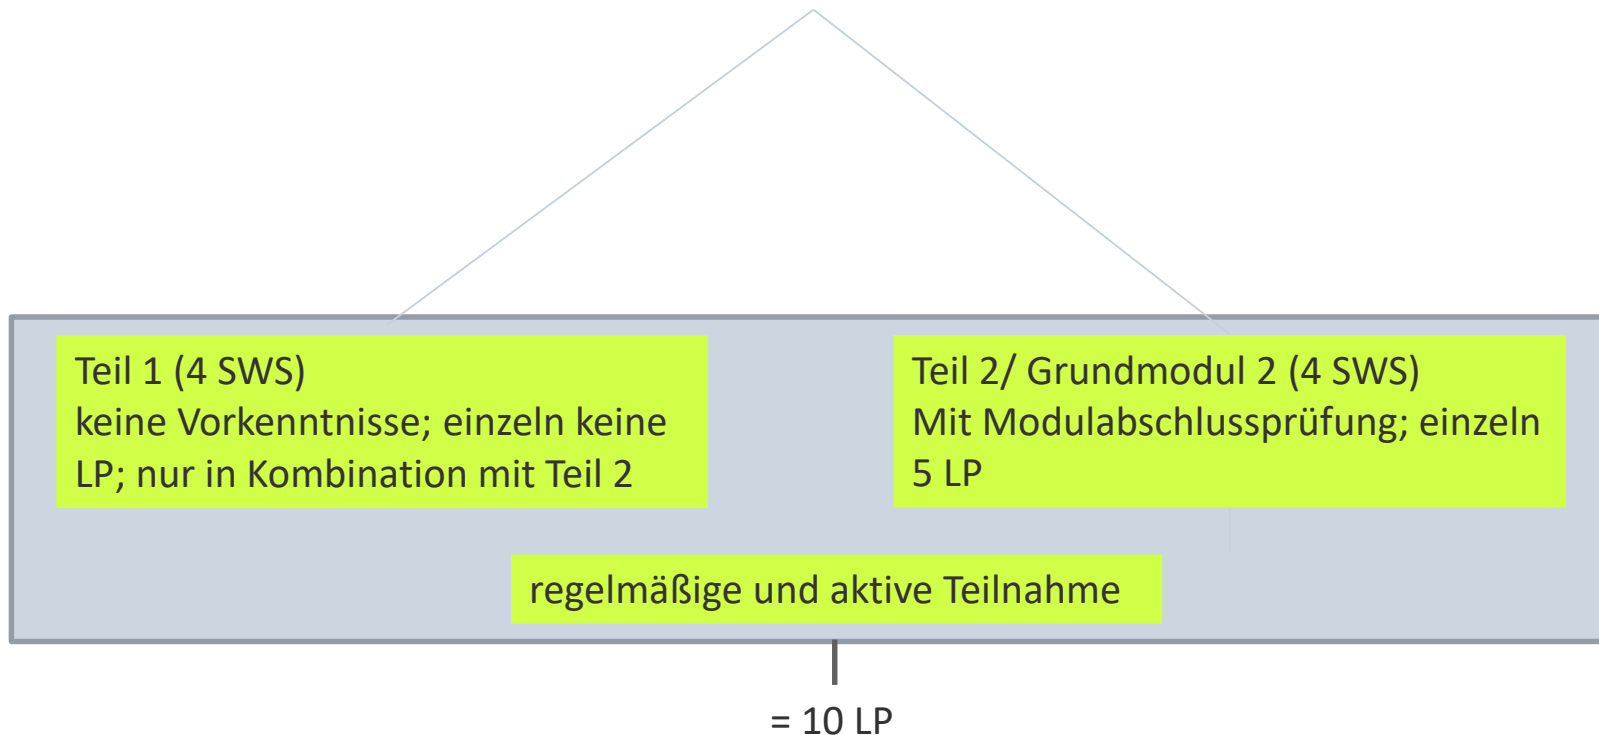 Teil 1 (4 SWS)
keine Vorkenntnisse; einzeln keine
LP; nur in Kombination mit Teil 2
Teil 2/ Grundmodul 2 (4 SWS)
Mit Modulabschlussprüfung; einzeln
5 LP
regelmäßige und aktive Teilnahme
= 10 LP